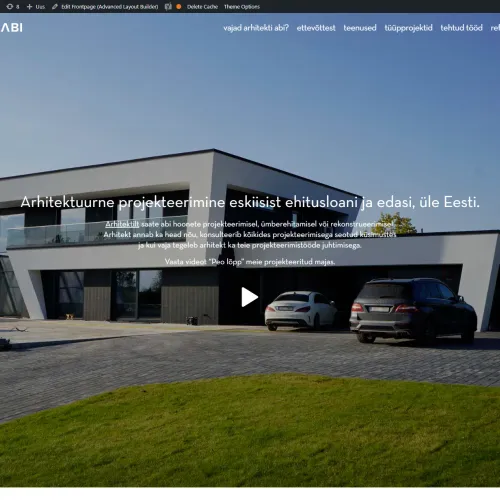 8 + Uus Edit Frontpage (Advanced Layout Builder) Delete Cache Theme Options
ABI vajad arhitekti abi? ettevõttest teenused tüüpprojektid tehtud tööd
Arhitektuurne projekteerimine eskiisist ehitusloani ja edasi, üle Eesti.
Arhitektilt saate abi hoonete projekteerimisel, ümberehitamisel või rekonstrueerimisel.
Arhitekt annab ka head nõu, konsulteerib kõikides projekteerimisega seotud küsimustes
ja kui vaja tegeleb arhitekt ka teie projekteerimistööde juhtimisega.
Vaata videot "Peo lõpp" meie projekteeritud majas.